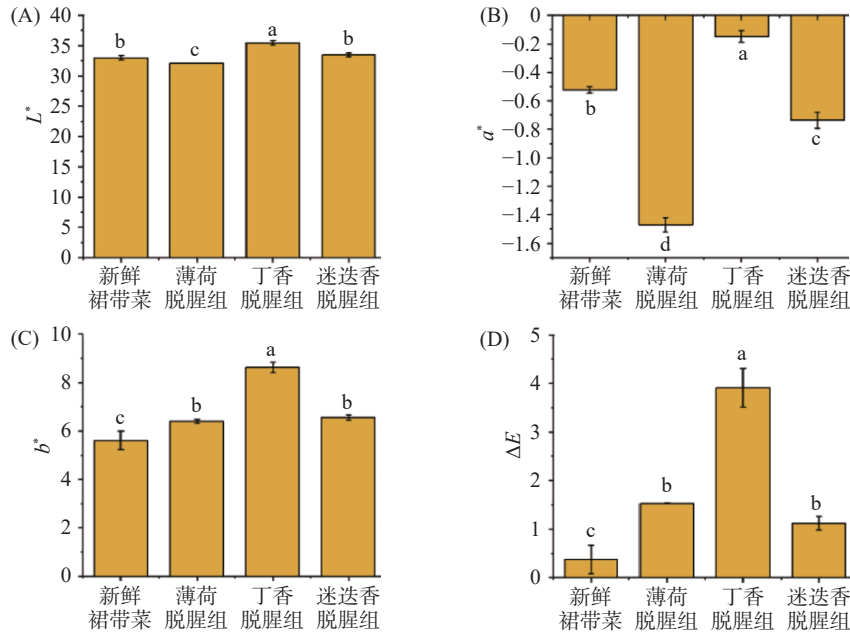 (A)
40
35
30
25
20
15
10
5
0
L*
b
c
a
b
新鲜 薄荷 丁香 迷迭香
裙带菜 脱腥组 脱腥组 脱腥组
(B)
0
−0.2
−0.4
−0.6
−0.8
−1.0
−1.2
−1.4
−1.6
a*
b
d
a
c
新鲜 薄荷 丁香 迷迭香
裙带菜 脱腥组 脱腥组 脱腥组
(C)
10
8
6
4
2
0
b*
c
b
a
b
新鲜 薄荷 丁香 迷迭香
裙带菜 脱腥组 脱腥组 脱腥组
(D)
5
4
3
2
1
0
ΔE
c
b
a
b
新鲜 薄荷 丁香 迷迭香
裙带菜 脱腥组 脱腥组 脱腥组